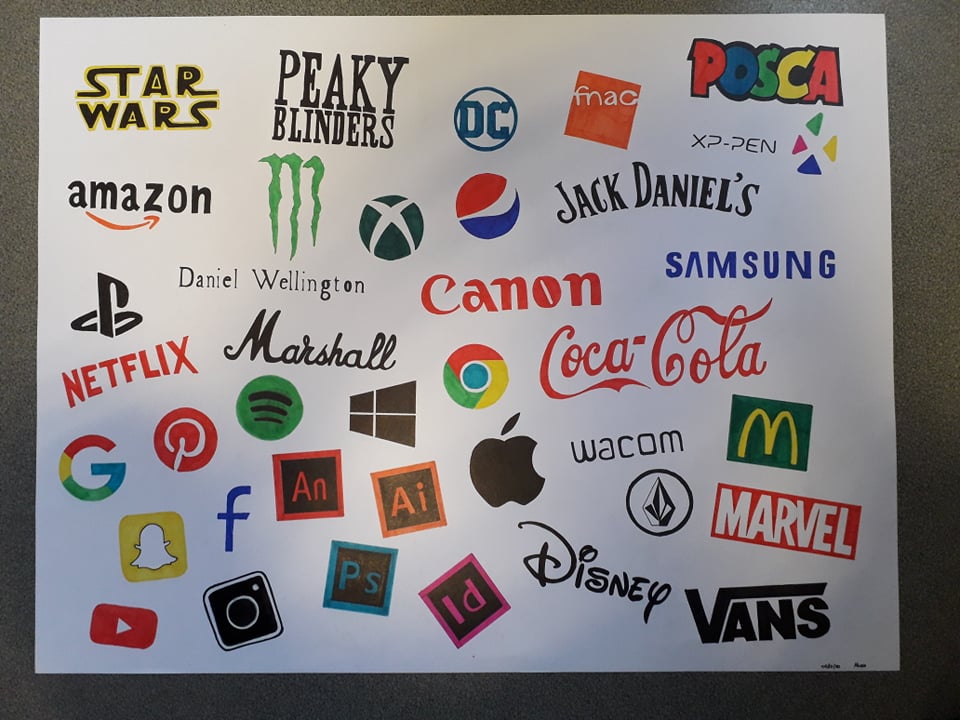 STAR
WARS
PEAKY
BLINDERS
DC
fnac
POSCA
XP-PEN
amazon
JACK DANIEL'S
SAMSUNG
Daniel Wellington
Canon
Marshall
Coca-Cola
NETFLIX
wacom
An
Ai
MARVEL
Ps
Id
DISNEY
VANS